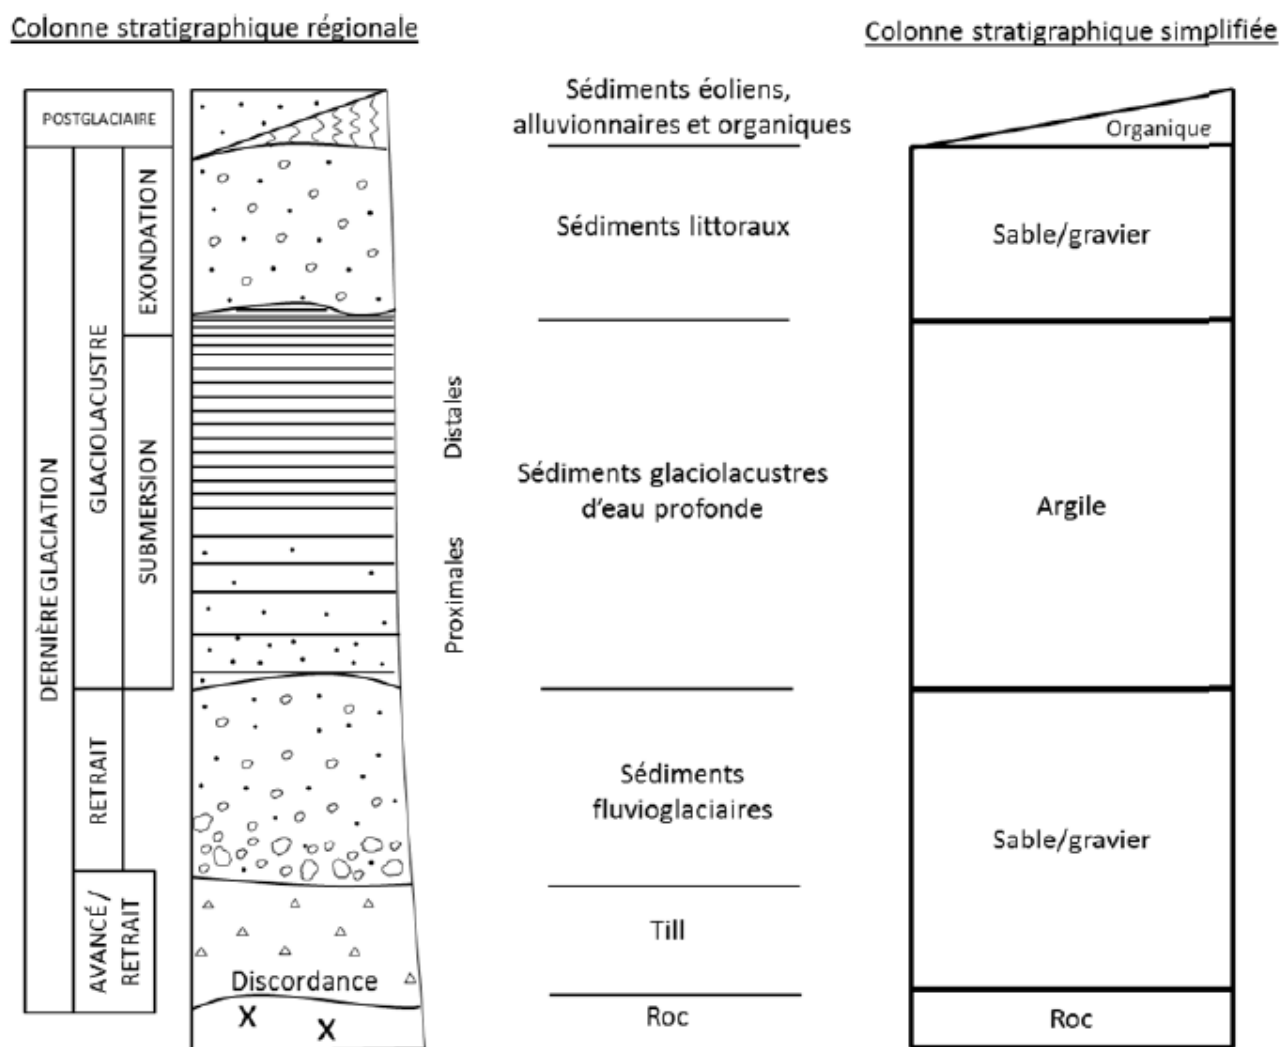 Colonne stratigraphique régionale
Colonne stratigraphique simplifiée
POSTGLACIAIRE
DERNIÈRE GLACIATION
GLACIOLACUSTRE
EXONDATION
SUBMERSION
RETRAIT
AVANCÉ /
RETRAIT
Discordance
X
X
Distales
Proximales
Sédiments éoliens,
alluvionnaires et organiques
Sédiments littoraux
Sédiments glaciolacustres
d'eau profonde
Sédiments
fluvioglaciaires
Till
Roc
Organique
Sable/gravier
Argile
Sable/gravier
Roc